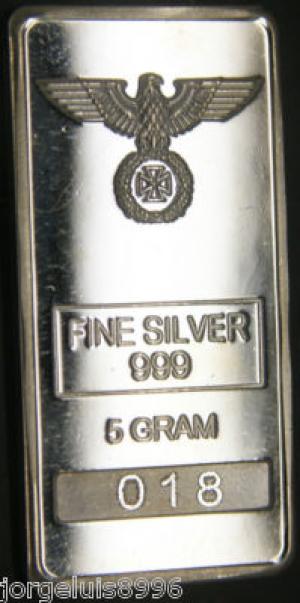 FINE SILVER
999
5 GRAM
018
jorgeluis8996